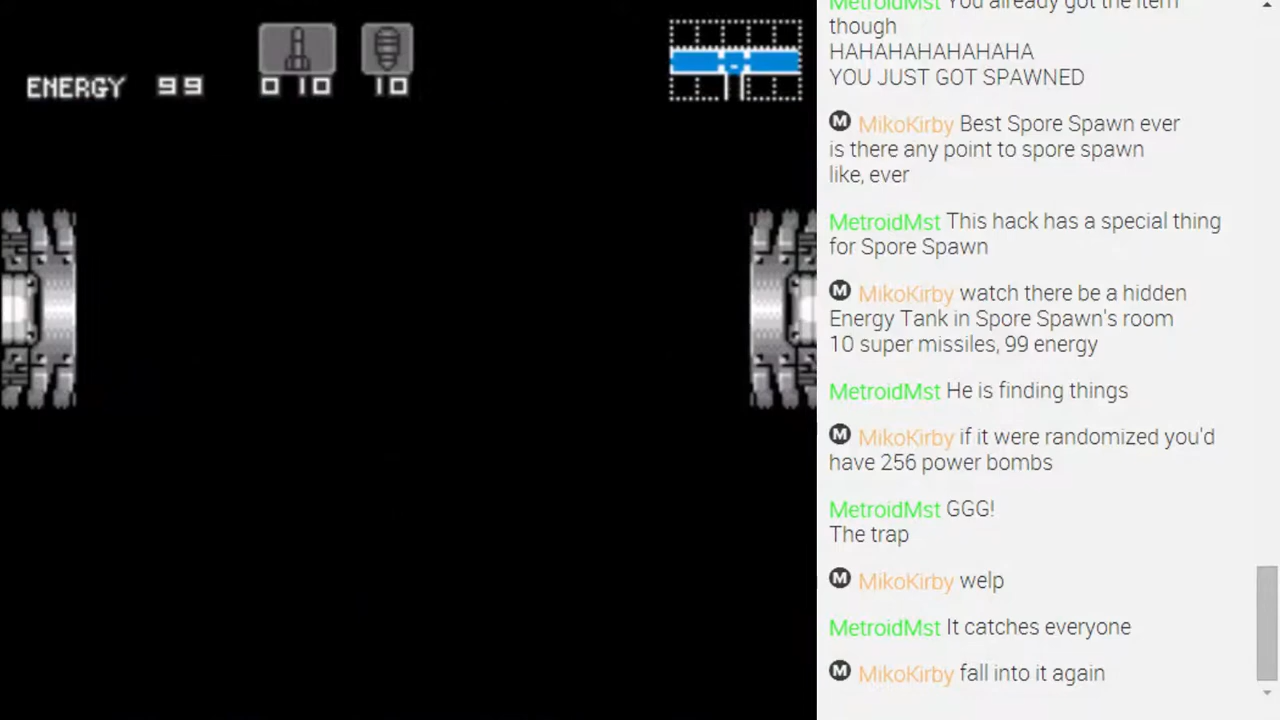 ENERGY 99
010
10
MetroidMst You already got the item
though
HAHAHAHAHAHAHA
YOU JUST GOT SPAWNED
M MikoKirby Best Spore Spawn ever
is there any point to spore spawn
like, ever
MetroidMst This hack has a special thing
for Spore Spawn
M MikoKirby watch there be a hidden
Energy Tank in Spore Spawn's room
10 super missiles, 99 energy
MetroidMst He is finding things
M MikoKirby if it were randomized you'd
have 256 power bombs
MetroidMst GGG!
The trap
M MikoKirby welp
MetroidMst It catches everyone
M MikoKirby fall into it again